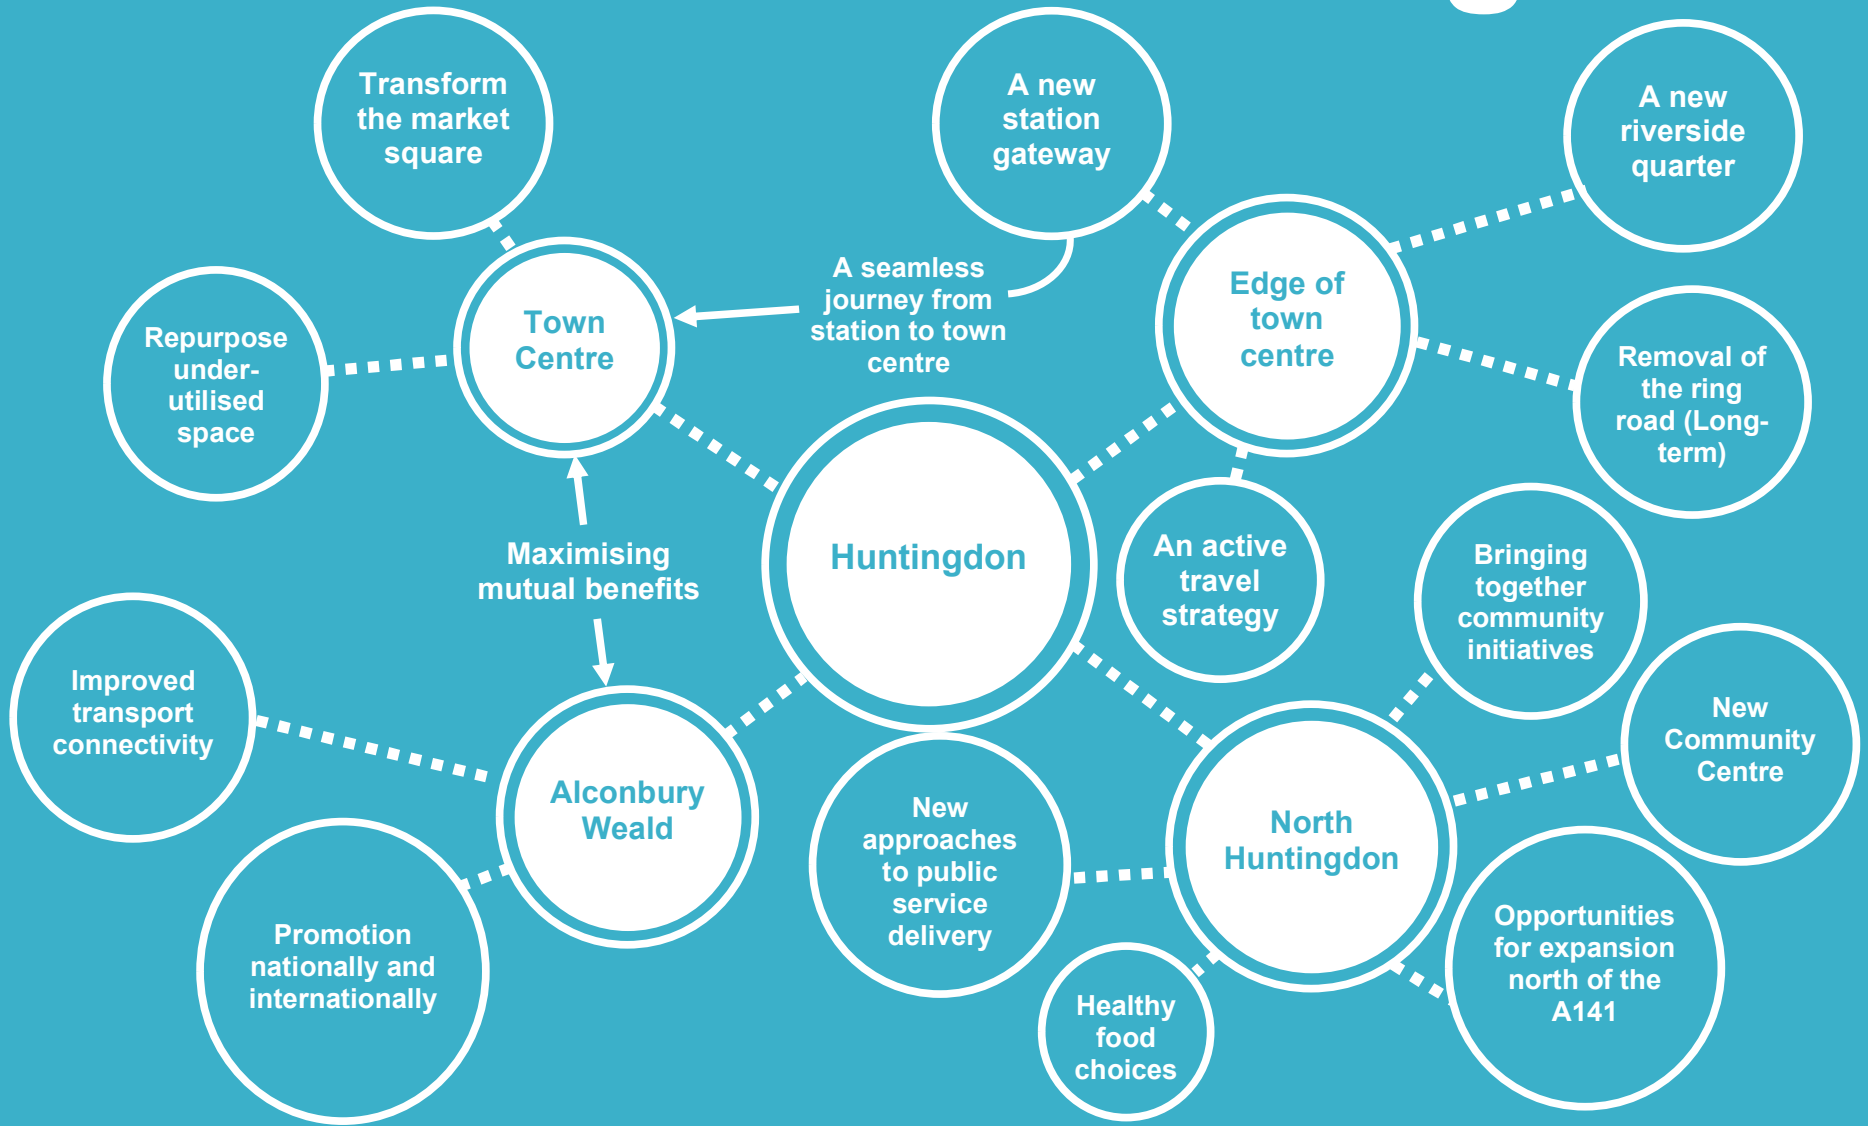 Transform
the market
square
A new
station
gateway
A new
riverside
quarter
Repurpose
under-
utilised
space
Town
Centre
A seamless
journey from
station to town
centre
Edge of
town
centre
Removal of
the ring
road (Long-
term)
Maximising
mutual benefits
Huntingdon
An active
travel
strategy
Bringing
together
community
initiatives
Improved
transport
connectivity
Alconbury
Weald
New
approaches
to public
service
delivery
North
Huntingdon
New
Community
Centre
Promotion
nationally and
internationally
Healthy
food
choices
Opportunities
for expansion
north of the
A141